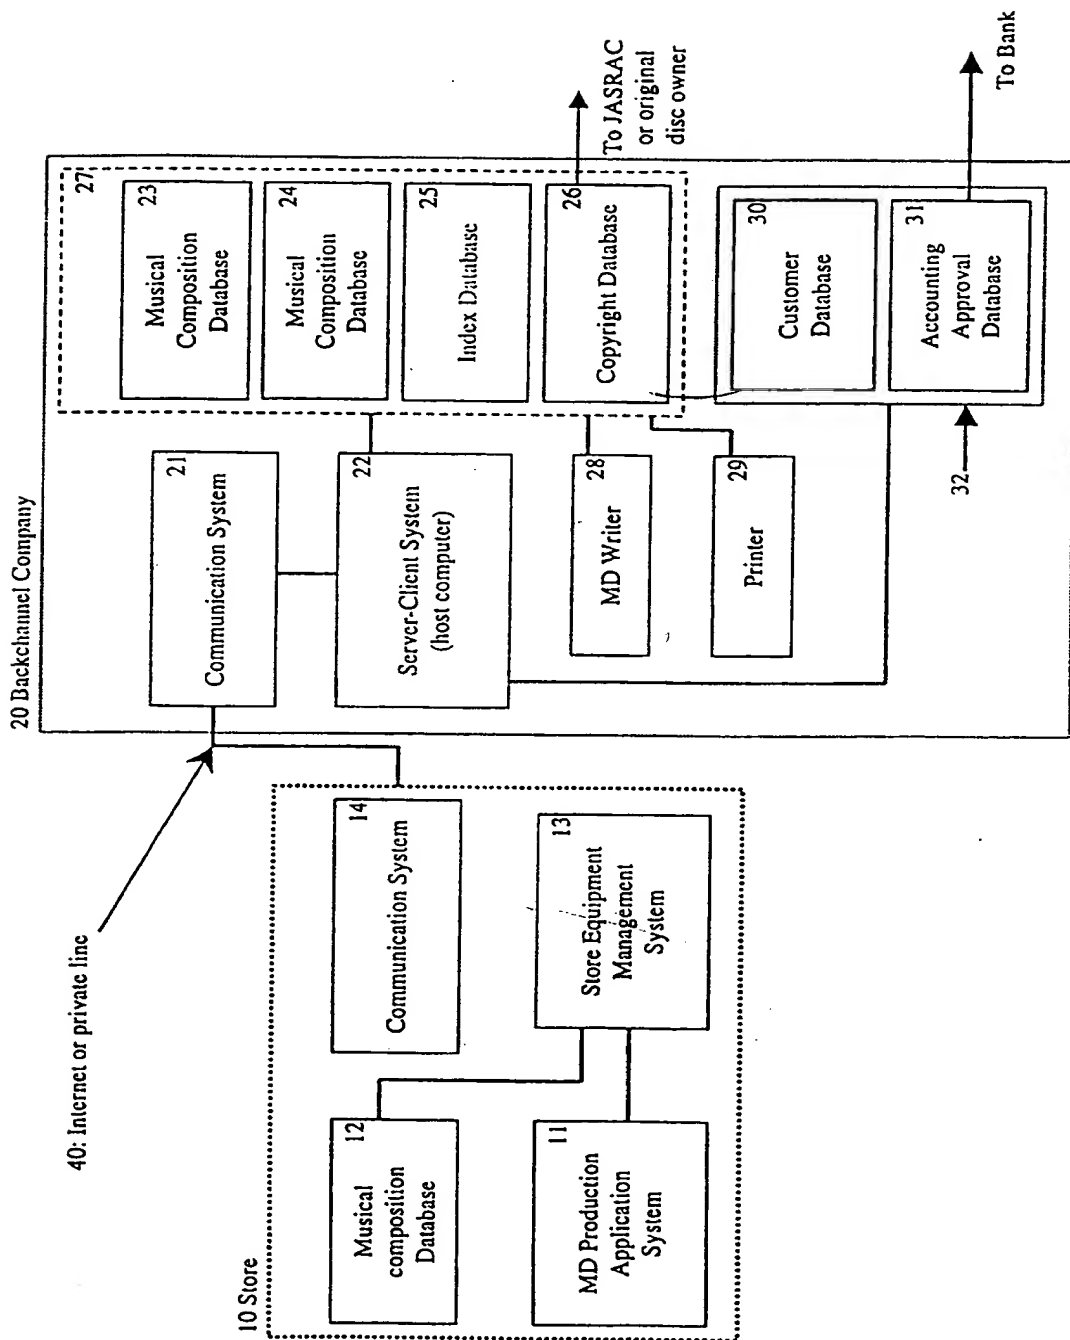 20 Backchannel Company
27
Musical
Composition
Database
23
Musical
Composition
Database
24
Index Database
25
Copyright Database
26
To JASRAC
or original
disc owner
Customer
Database
30
Accounting
Approval
Database
31
To Bank
32
Communication System
21
Server-Client System
(host computer)
22
MD Writer
28
Printer
29
40: Internet or private line
10 Store
Communication System
14
Store Equipment
Management
System
13
Musical
composition
Database
12
MD Production
Application
System
11